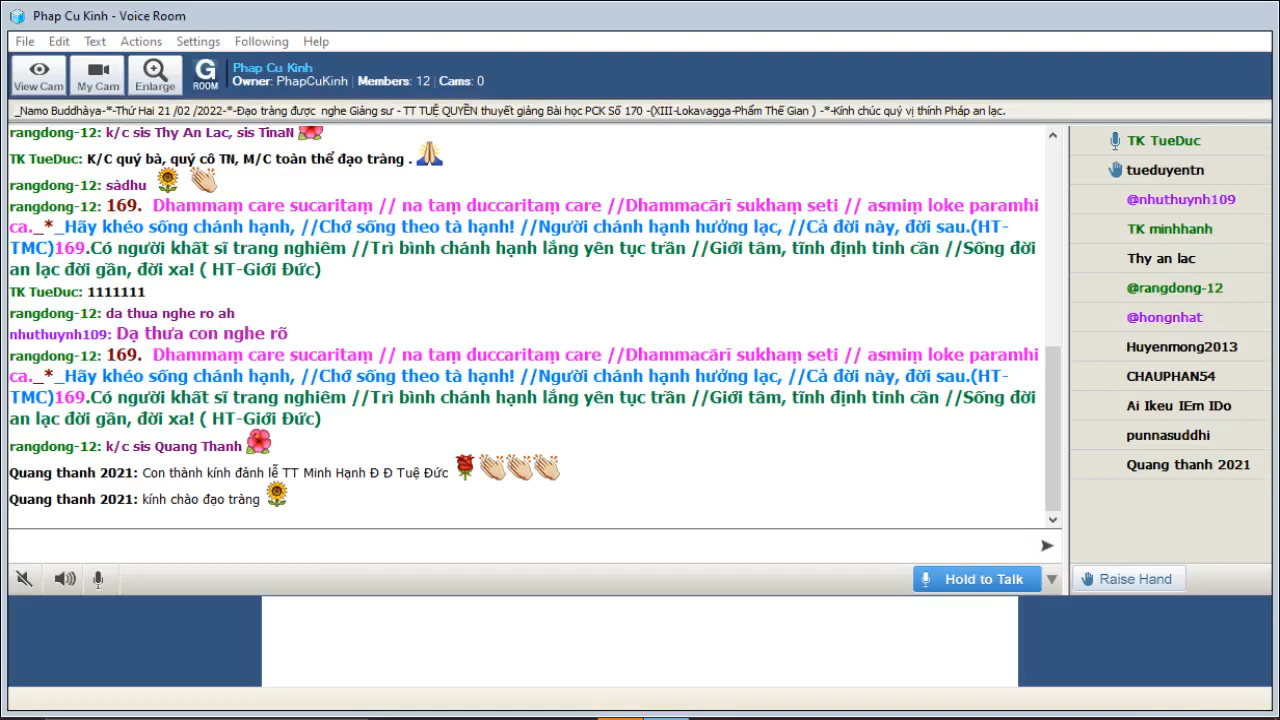 Phap Cu Kinh - Voice Room
File Edit Text Actions Settings Following Help
View Cam My Cam Enlarge G ROOM
Phap Cu Kinh
Owner: PhapCuKinh | Members: 12 | Cams: 0
_Namo Buddhàya-*-Thứ Hai 21 /02 /2022-*-Đạo tràng được nghe Giảng sư - TT TUỆ QUYỀN thuyết giảng Bài học PCK Số 170 -(XIII-Lokavagga-Phẩm Thế Gian ) -*-Kính chúc quý vị thính Pháp an lạc.
rangdong-12: k/c sis Thy An Lac, sis TinaN
TK TueDuc: K/C quý bà, quý cô TN, M/C toàn thể đạo tràng .
rangdong-12: sàdhu
rangdong-12: 169. Dhammaṃ care sucaritaṃ // na taṃ duccaritaṃ care //Dhammacārī sukhaṃ seti // asmiṃ loke paramhi
ca._*_Hãy khéo sống chánh hạnh, //Chớ sống theo tà hạnh! //Người chánh hạnh hưởng lạc, //Cả đời này, đời sau.(HT-
TMC)169.Có người khất sĩ trang nghiêm //Trì bình chánh hạnh lắng yên tục trần //Giới tâm, tĩnh định tinh cần //Sống đời
an lạc đời gần, đời xa! ( HT-Giới Đức)
TK TueDuc: 1111111
rangdong-12: da thua nghe ro ah
nhuthuynh109: Dạ thưa con nghe rõ
rangdong-12: 169. Dhammaṃ care sucaritaṃ // na taṃ duccaritaṃ care //Dhammacārī sukhaṃ seti // asmiṃ loke paramhi
ca._*_Hãy khéo sống chánh hạnh, //Chớ sống theo tà hạnh! //Người chánh hạnh hưởng lạc, //Cả đời này, đời sau.(HT-
TMC)169.Có người khất sĩ trang nghiêm //Trì bình chánh hạnh lắng yên tục trần //Giới tâm, tĩnh định tinh cần //Sống đời
an lạc đời gần, đời xa! ( HT-Giới Đức)
rangdong-12: k/c sis Quang Thanh
Quang thanh 2021: Con thành kính đảnh lễ TT Minh Hạnh Đ Đ Tuệ Đức
Quang thanh 2021: kính chào đạo tràng
Hold to Talk
TK TueDuc
tueduyentn
@nhuthuynh109
TK minhhanh
Thy an lac
@rangdong-12
@hongnhat
Huyenmong2013
CHAUPHAN54
Ai Ikeu IEm IDo
punnasuddhi
Quang thanh 2021
Raise Hand